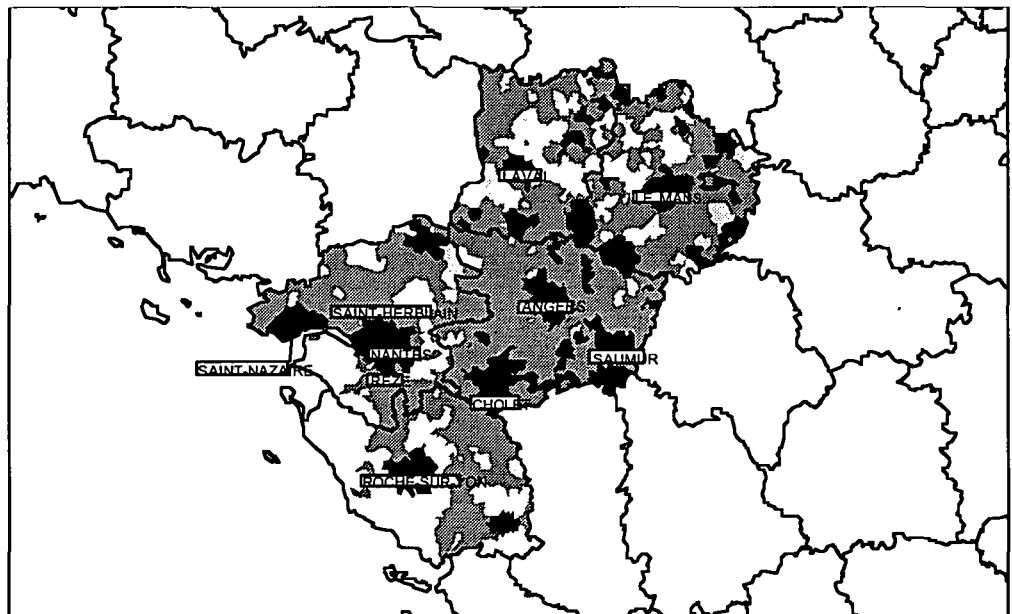 LAVAL
LE MANS
ANGERS
SAINT-HERBLAIN
NANTES
SAUMUR
SAINT-NAZAIRE
REZE
CHOLET
ROCHE-SUR-YON